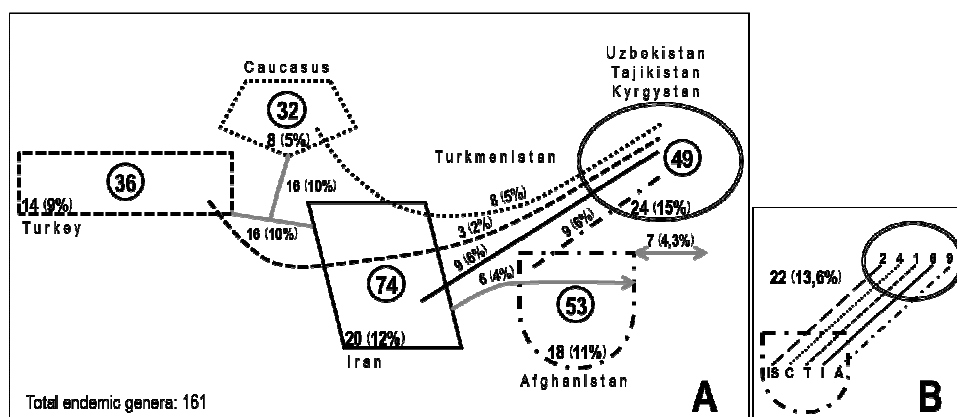 Uzbekistan
Tajikistan
Kyrgystan
Caucasus
32
8 (5%)
Turkmenistan
49
36
16 (10%)
8 (5%)
14 (9%)
24 (15%)
Turkey
16 (10%)
3 (2%)
9 (6%)
9 (6%)
7 (4,3%)
6 (4%)
74
53
20 (12%)
18 (11%)
Iran
Afghanistan
Total endemic genera: 161
A
2 4 1 6 9
22 (13,6%)
IS C T I A
B